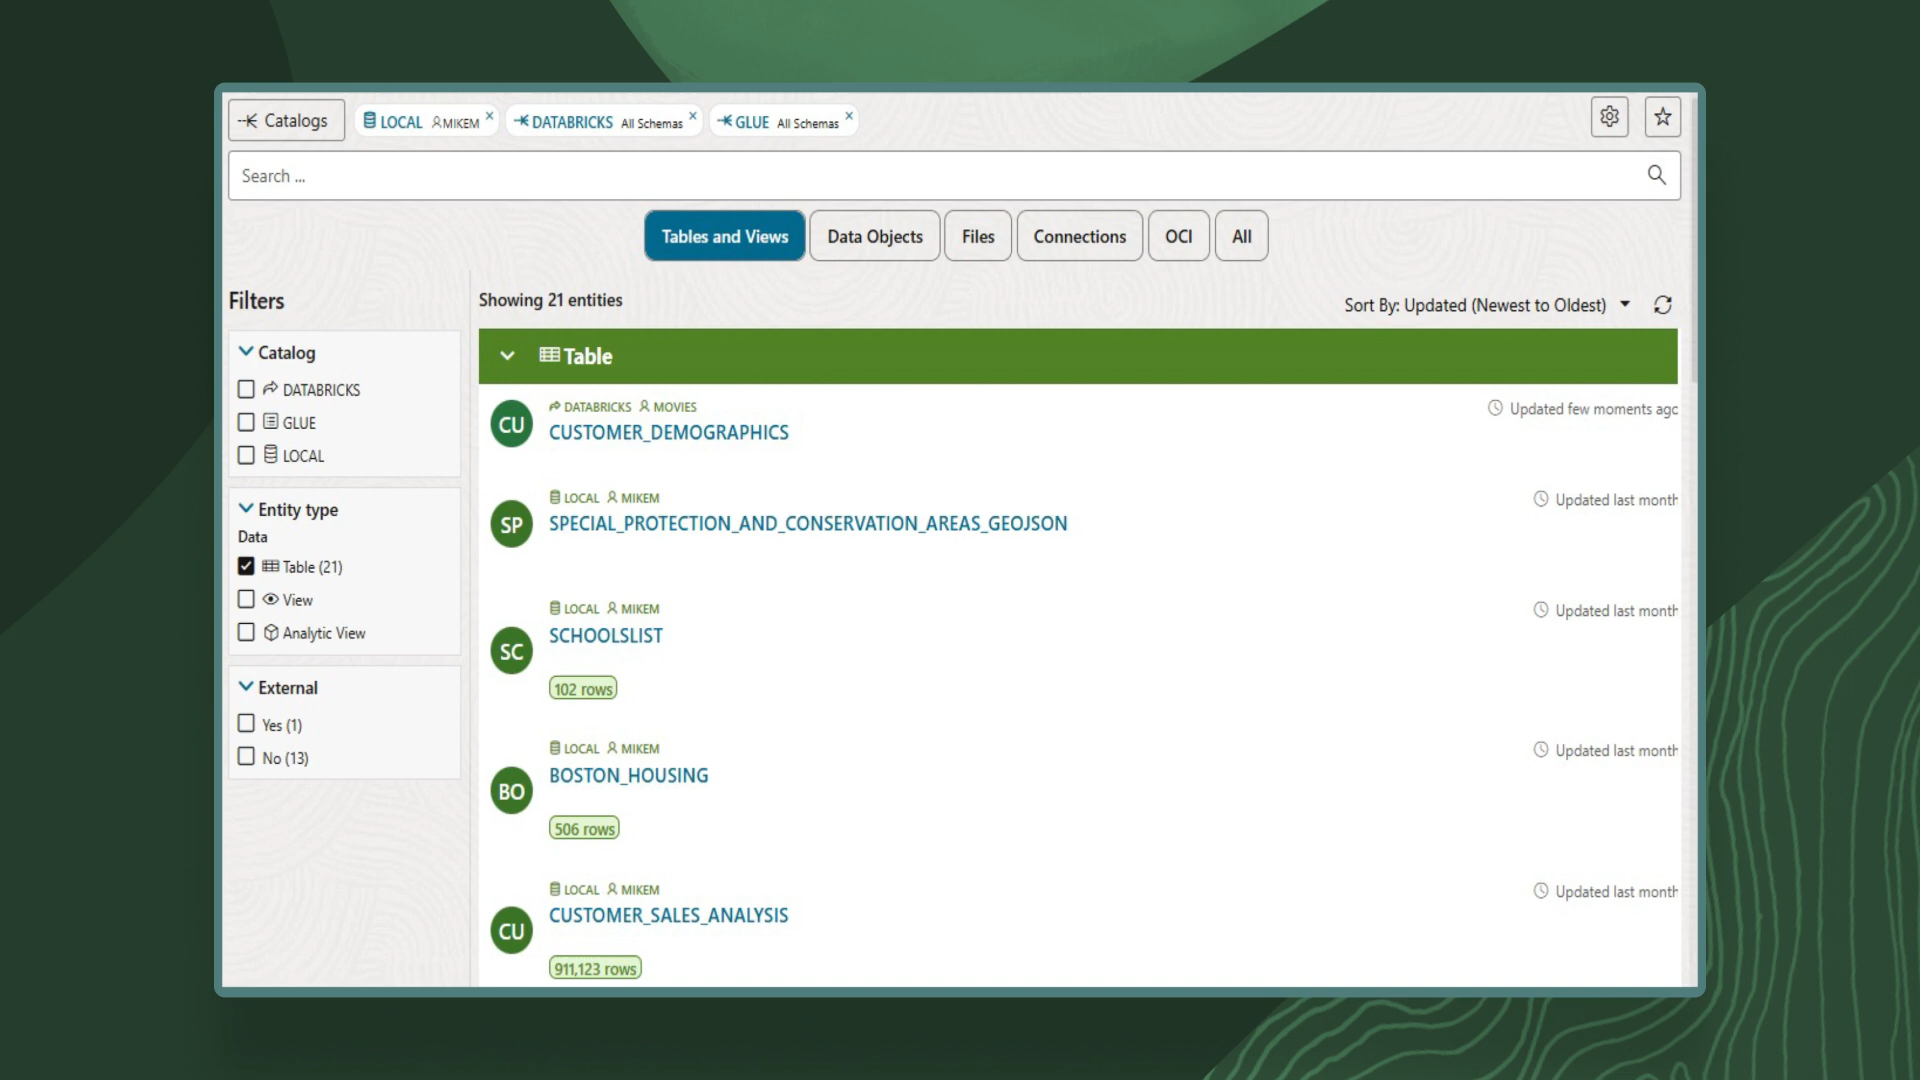 Catalogs
LOCAL MIKEM ×
DATABRICKS All Schemas ×
GLUE All Schemas ×
Search ...
Tables and Views
Data Objects
Files
Connections
OCI
All
Filters
Catalog
DATABRICKS
GLUE
LOCAL
Entity type
Data
Table (21)
View
Analytic View
External
Yes (1)
No (13)
Showing 21 entities
Sort By: Updated (Newest to Oldest)
Table
CU
DATABRICKS MOVIES
CUSTOMER_DEMOGRAPHICS
Updated few moments agc
SP
LOCAL MIKEM
SPECIAL_PROTECTION_AND_CONSERVATION_AREAS_GEOJSON
Updated last month
SC
LOCAL MIKEM
SCHOOLSLIST
102 rows
Updated last month
BO
LOCAL MIKEM
BOSTON_HOUSING
506 rows
Updated last month
CU
LOCAL MIKEM
CUSTOMER_SALES_ANALYSIS
911,123 rows
Updated last month